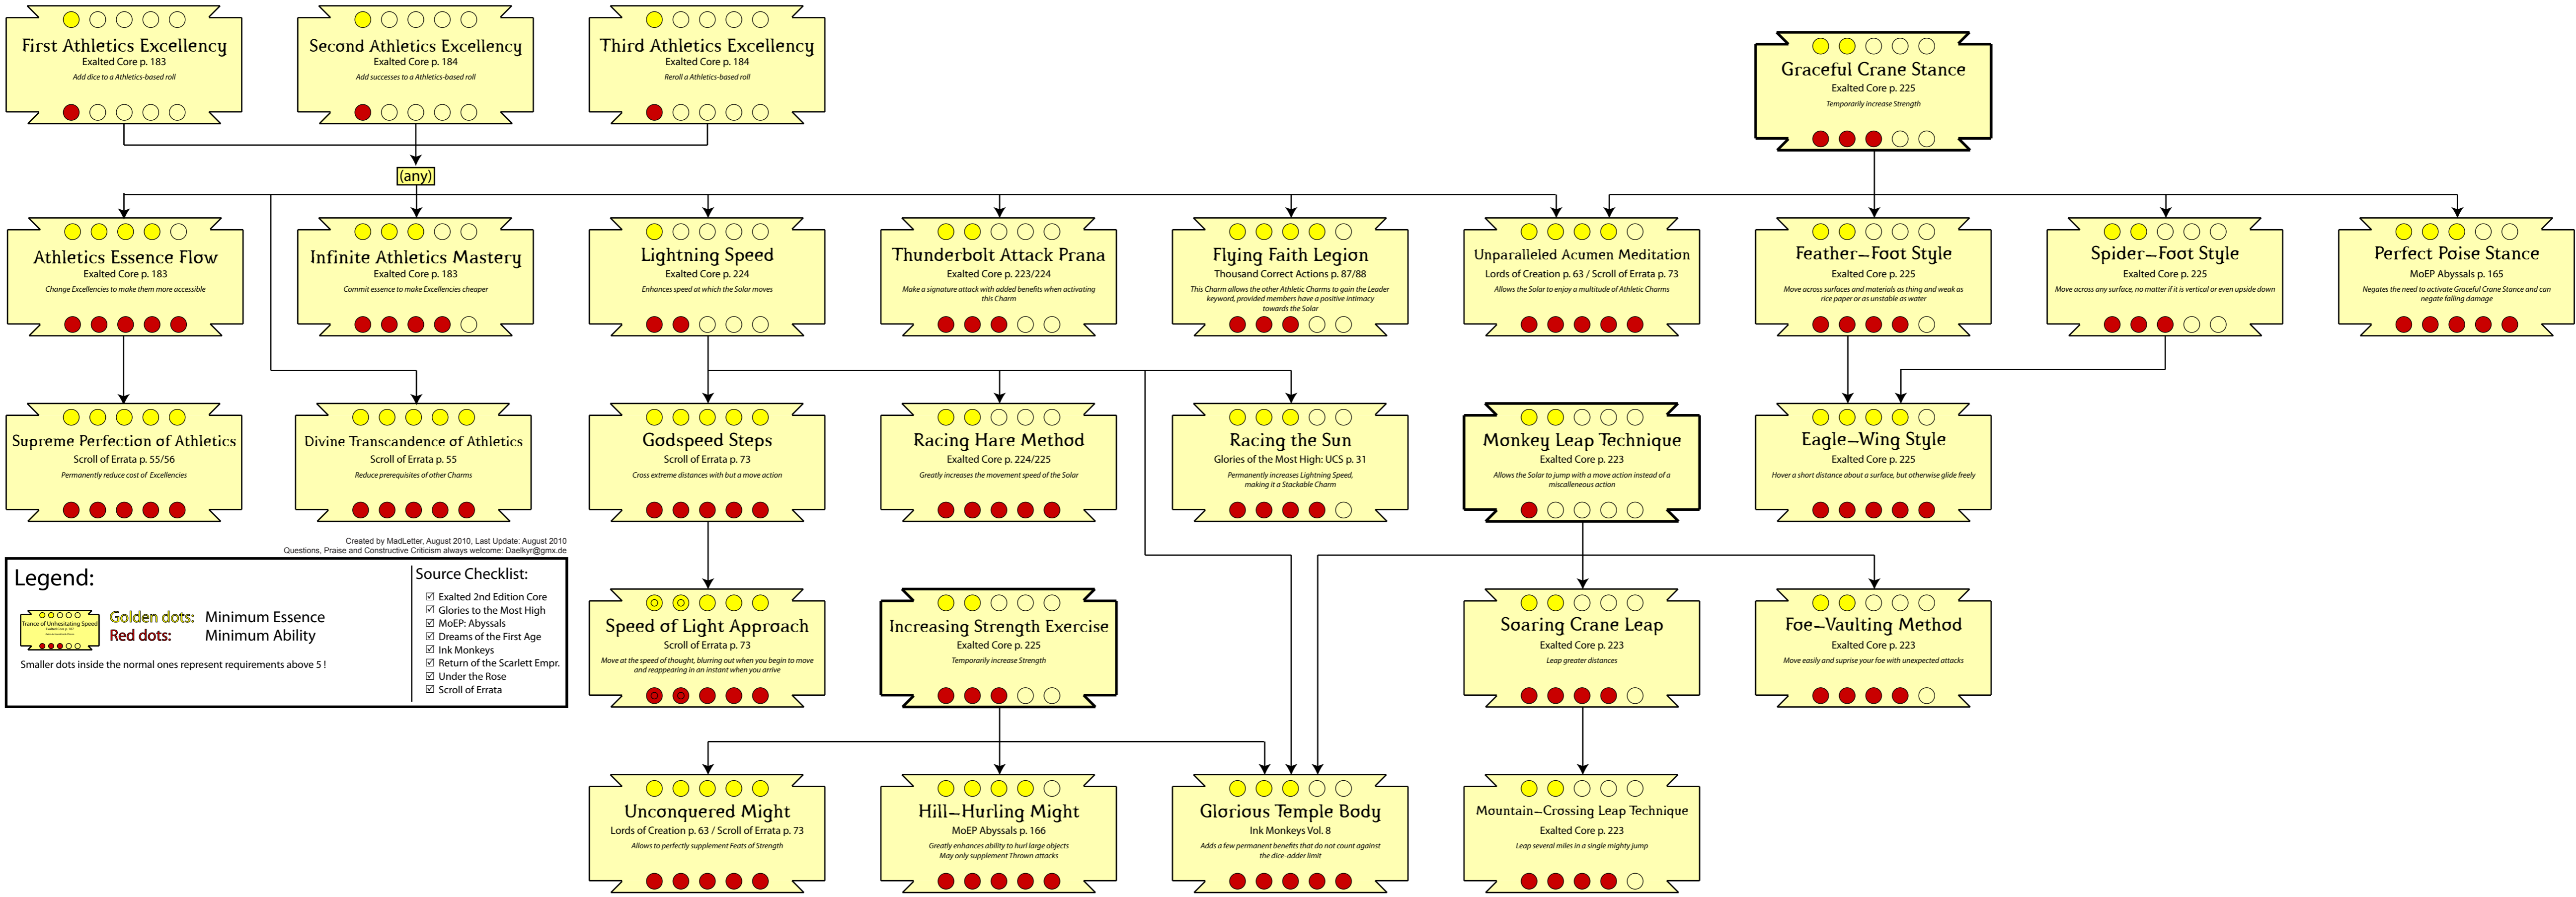 First Athletics Excellency
Exalted Core p. 183
Add dice to a Athletics-based roll
Second Athletics Excellency
Exalted Core p. 184
Add successes to a Athletics-based roll
Third Athletics Excellency
Exalted Core p. 184
Reroll a Athletics-based roll
Graceful Crane Stance
Exalted Core p. 225
Temporarily increase Strength
(any)
Athletics Essence Flow
Exalted Core p. 183
Change Excellencies to make them more accessible
Infinite Athletics Mastery
Exalted Core p. 183
Commit essence to make Excellencies cheaper
Lightning Speed
Exalted Core p. 224
Enhances speed at which the Solar moves
Thunderbolt Attack Prana
Exalted Core p. 223/224
Make a signature attack with added benefits when activating
this Charm
Flying Faith Legion
Thousand Correct Actions p. 87/88
This Charm allows the other Athletic Charms to gain the Leader
keyword, provided members have a positive intimacy
towards the Solar
Unparalleled Acumen Meditation
Lords of Creation p. 63 / Scroll of Errata p. 73
Allows the Solar to enjoy a multitude of Athletic Charms
Feather-Foot Style
Exalted Core p. 225
Move across surfaces and materials as thing and weak as
rice paper or as unstable as water
Spider-Foot Style
Exalted Core p. 225
Move across any surface, no matter if it is vertical or even upside down
Perfect Poise Stance
MoEP Abyssals p. 165
Negates the need to activate Graceful Crane Stance and can
negate falling damage
Supreme Perfection of Athletics
Scroll of Errata p. 55/56
Permanently reduce cost of Excellencies
Divine Transcandence of Athletics
Scroll of Errata p. 55
Reduce prerequisites of other Charms
Godspeed Steps
Scroll of Errata p. 73
Cross extreme distances with but a move action
Racing Hare Method
Exalted Core p. 224/225
Greatly increases the movement speed of the Solar
Racing the Sun
Glories of the Most High: UCS p. 31
Permanently increases Lightning Speed,
making it a Stackable Charm
Monkey Leap Technique
Exalted Core p. 223
Allows the Solar to jump with a move action instead of a
miscalleneous action
Eagle-Wing Style
Exalted Core p. 225
Hover a short distance about a surface, but otherwise glide freely
Created by MadLetter, August 2010, Last Update: August 2010
Questions, Praise and Constructive Criticism always welcome: Daelkyr@gmx.de
Legend:
Trance of Unhesitating Speed
Golden dots: Minimum Essence
Red dots: Minimum Ability
Smaller dots inside the normal ones represent requirements above 5 !
Source Checklist:
Exalted 2nd Edition Core
Glories to the Most High
MoEP: Abyssals
Dreams of the First Age
Ink Monkeys
Return of the Scarlett Empr.
Under the Rose
Scroll of Errata
Speed of Light Approach
Scroll of Errata p. 73
Move at the speed of thought, blurring out when you begin to move
and reappearing in an instant when you arrive
Increasing Strength Exercise
Exalted Core p. 225
Temporarily increase Strength
Soaring Crane Leap
Exalted Core p. 223
Leap greater distances
Foe-Vaulting Method
Exalted Core p. 223
Move easily and suprise your foe with unexpected attacks
Unconquered Might
Lords of Creation p. 63 / Scroll of Errata p. 73
Allows to perfectly supplement Feats of Strength
Hill-Hurling Might
MoEP Abyssals p. 166
Greatly enhances ability to hurl large objects
May only supplement Thrown attacks
Glorious Temple Body
Ink Monkeys Vol. 8
Adds a few permanent benefits that do not count against
the dice-adder limit
Mountain-Crossing Leap Technique
Exalted Core p. 223
Leap several miles in a single mighty jump